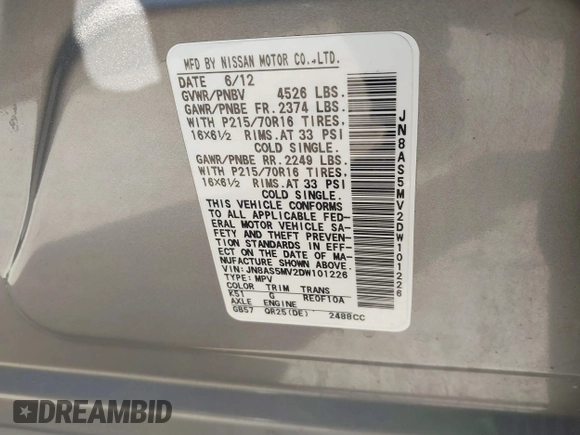 MFD BY NISSAN MOTOR CO.,LTD.
DATE 6/12
GVWR/PNBV 4526 LBS.
GAWR/PNBE FR. 2374 LBS.
WITH P215/70R16 TIRES,
16X6½ RIMS.AT 33 PSI
COLD SINGLE.
GAWR/PNBE RR. 2249 LBS.
WITH P215/70R16 TIRES,
16X6½ RIMS.AT 33 PSI
COLD SINGLE.
THIS VEHICLE CONFORMS
TO ALL APPLICABLE FED-
ERAL MOTOR VEHICLE SA-
FETY AND THEFT PREVEN-
TION STANDARDS IN EFF-
ECT ON THE DATE OF MA-
NUFACTURE SHOWN ABOVE.
VIN:JN8AS5MV2DW101226
TYPE:MPV
COLOR TRIM TRANS
K51 G RE0F10A
AXLE ENGINE
GB57 QR25(DE) 2488CC
JN8AS5MV2DW101226
DREAMBID